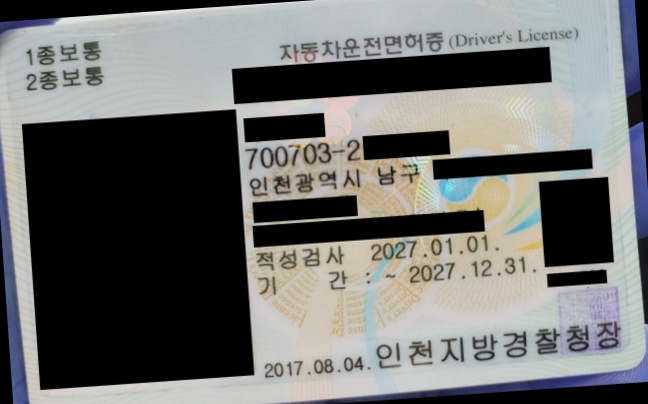 1종보통
2종보통
자동차운전면허증 (Driver's License)
700703-2
인천광역시 남구
적성검사 2027.01.01.
기 간 : ~ 2027.12.31.
2017.08.04. 인천지방경찰청장